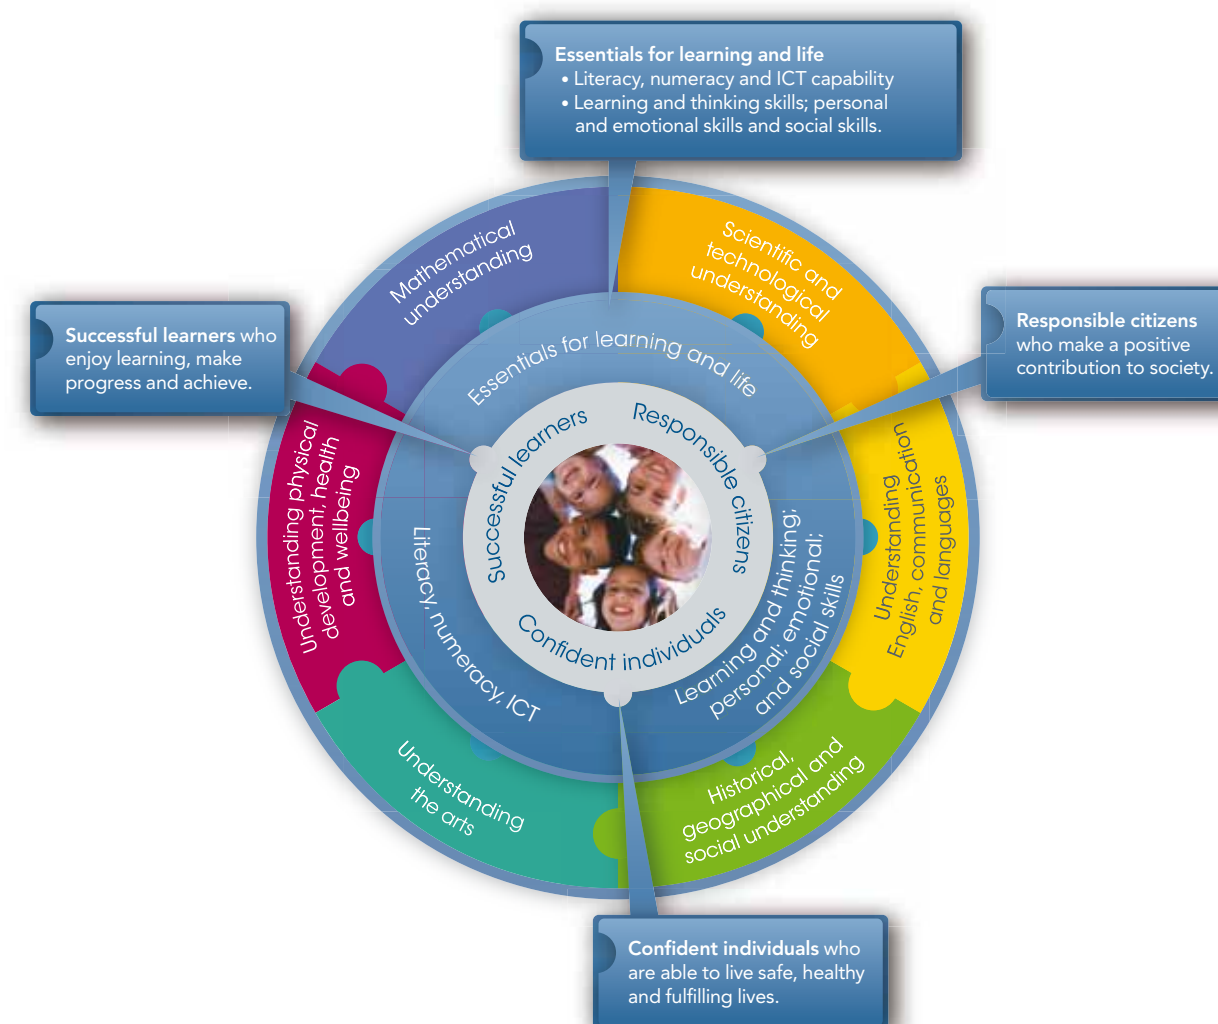 Essentials for learning and life
• Literacy, numeracy and ICT capability
• Learning and thinking skills; personal
and emotional skills and social skills.
Mathematical
understanding
Scientific and
technological
understanding
Successful learners who
enjoy learning, make
progress and achieve.
Responsible citizens
who make a positive
contribution to society.
Essentials for learning and life
Successful learners
Responsible citizens
Confident individuals
Understanding physical
development, health
and wellbeing
Literacy, numeracy, ICT
Learning and thinking;
personal; emotional;
and social skills
Understanding
English, communication
and languages
Understanding
the arts
Historical,
geographical and
social understanding
Confident individuals who
are able to live safe, healthy
and fulfilling lives.